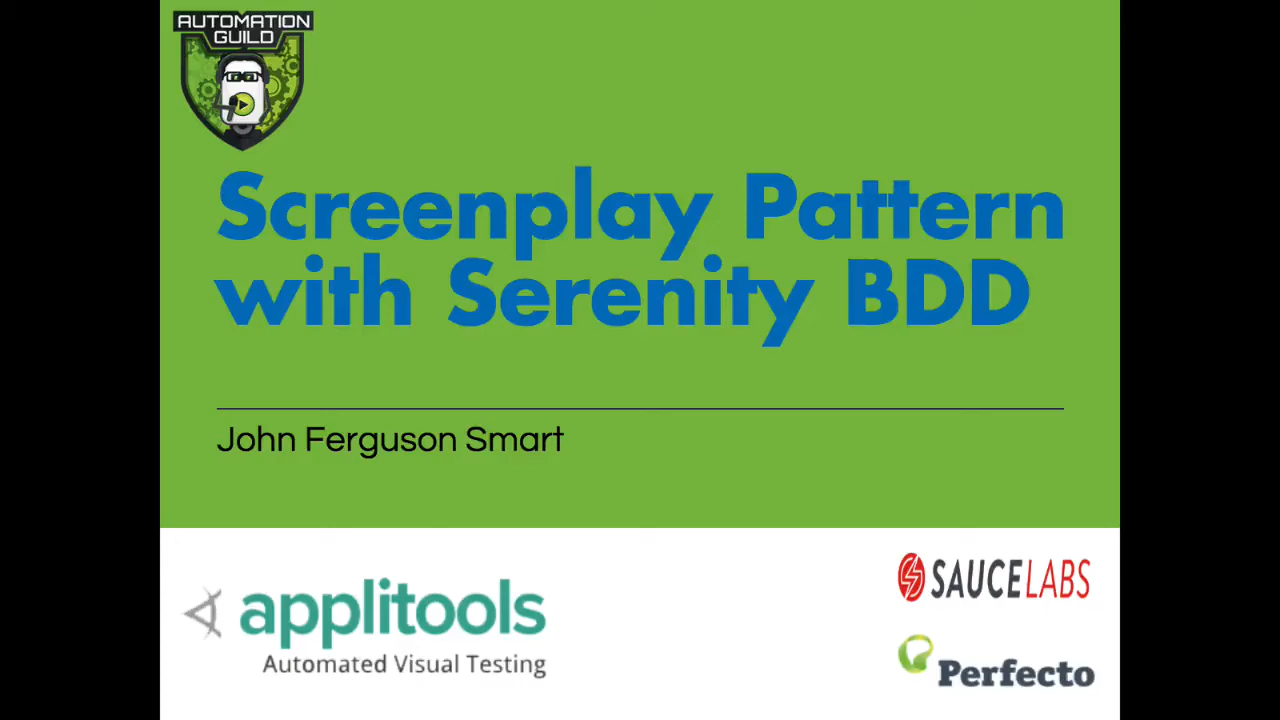 AUTOMATION
GUILD
Screenplay Pattern
with Serenity BDD
John Ferguson Smart
applitools
Automated Visual Testing
SAUCELABS
Perfecto